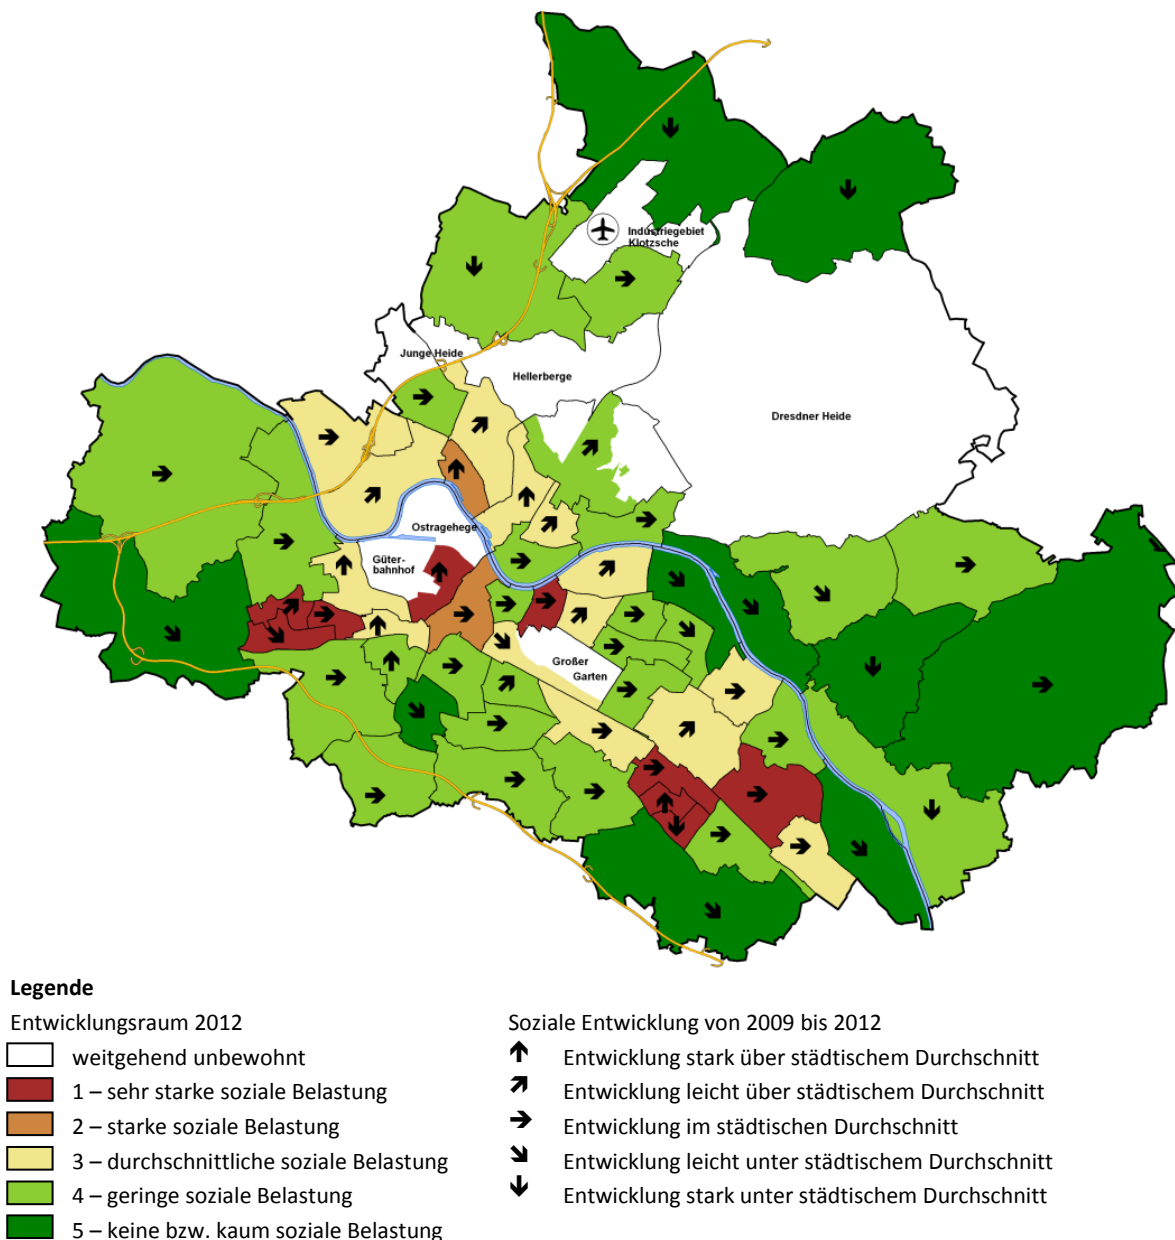 Industriegebiet
Klotzsche
Junge Heide
Hellerberge
Dresdner Heide
Ostragehege
Güter-
bahnhof
Großer
Garten
Legende
Entwicklungsraum 2012
weitgehend unbewohnt
1 – sehr starke soziale Belastung
2 – starke soziale Belastung
3 – durchschnittliche soziale Belastung
4 – geringe soziale Belastung
5 – keine bzw. kaum soziale Belastung
Soziale Entwicklung von 2009 bis 2012
Entwicklung stark über städtischem Durchschnitt
Entwicklung leicht über städtischem Durchschnitt
Entwicklung im städtischen Durchschnitt
Entwicklung leicht unter städtischem Durchschnitt
Entwicklung stark unter städtischem Durchschnitt